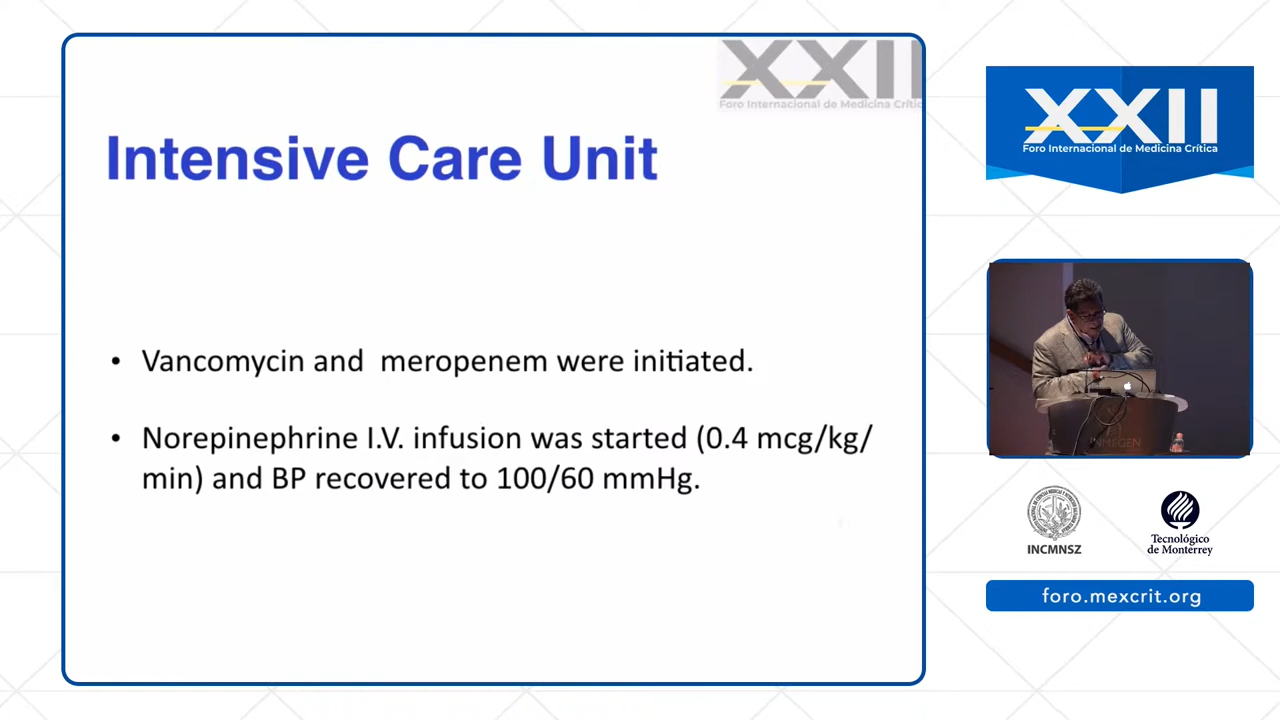 XXII
Foro Internacional de Medicina Crític
Intensive Care Unit
• Vancomycin and  meropenem were initiated.
• Norepinephrine I.V. infusion was started (0.4 mcg/kg/
min) and BP recovered to 100/60 mmHg.
XXII
Foro Internacional de Medicina Crítica
INMEGEN
INCMNSZ
Tecnológico
de Monterrey
foro.mexcrit.org